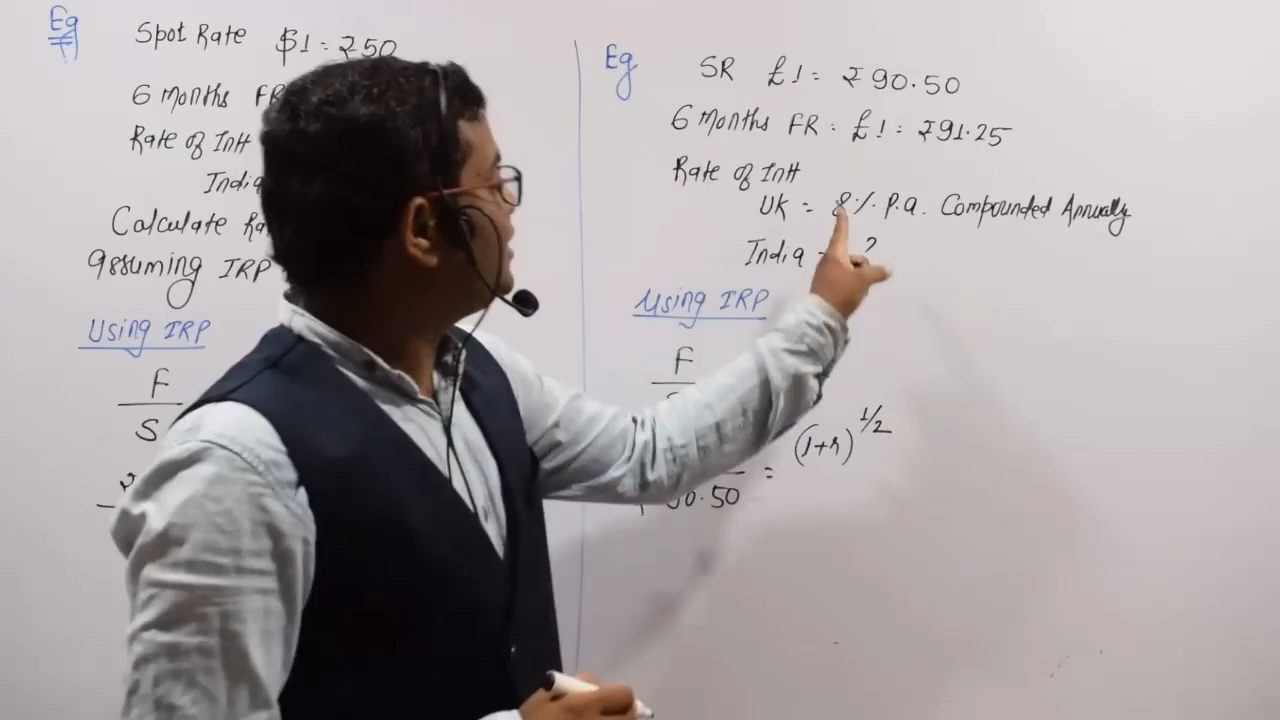 Eg
Spot Rate $1 = ₹50
6 Months FR
Rate of Intt
India
Calculate Ra
assuming IRP
Using IRP
F
S
Eg
SR £1 = ₹90.50
6 Months FR = £1 = ₹91.25
Rate of Intt
UK = 8% P.a. Compounded Annually
India = ?
Using IRP
F
.50 = (1+r)^1/2